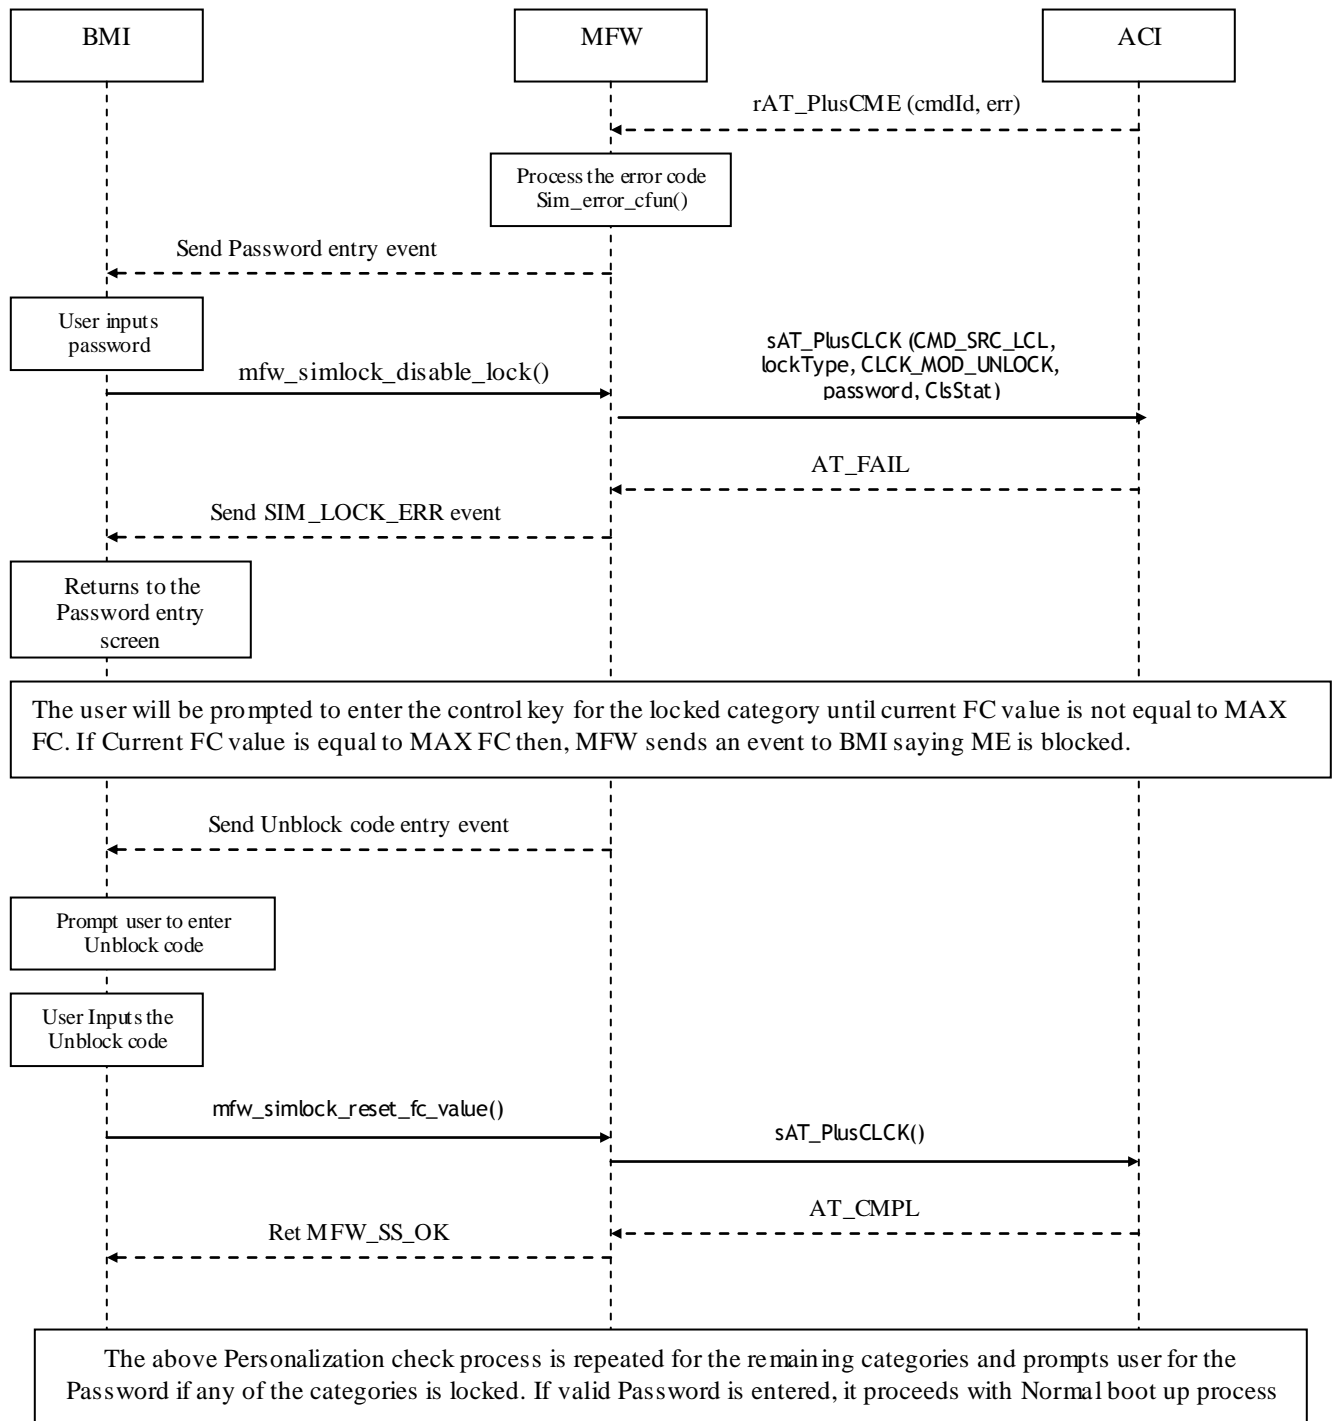 BMI
MFW
ACI
rAT_PlusCME (cmdId, err)
Process the error code
Sim_error_cfun()
Send Password entry event
User inputs
password
mfw_simlock_disable_lock()
sAT_PlusCLCK (CMD_SRC_LCL,
lockType, CLCK_MOD_UNLOCK,
password, ClsStat)
AT_FAIL
Send SIM_LOCK_ERR event
Returns to the
Password entry
screen
The user will be prompted to enter the control key for the locked category until current FC value is not equal to MAX
FC. If Current FC value is equal to MAX FC then, MFW sends an event to BMI saying ME is blocked.
Send Unblock code entry event
Prompt user to enter
Unblock code
User Inputs the
Unblock code
mfw_simlock_reset_fc_value()
sAT_PlusCLCK()
AT_CMPL
Ret MFW_SS_OK
The above Personalization check process is repeated for the remaining categories and prompts user for the
Password if any of the categories is locked. If valid Password is entered, it proceeds with Normal boot up process